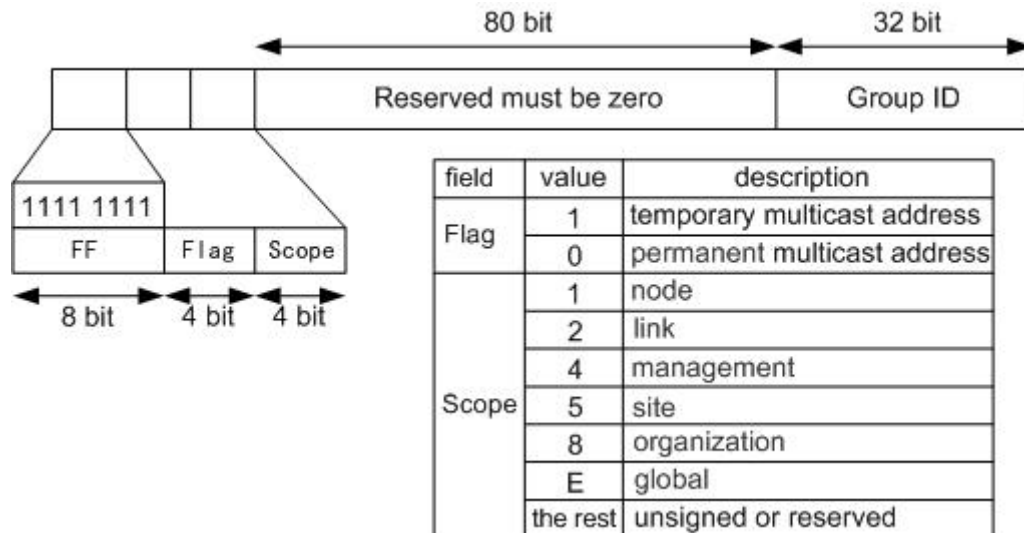 80 bit
32 bit
Reserved must be zero
Group ID
1111 1111
FF
Flag
Scope
8 bit
4 bit
4 bit
field value description
Flag
1 temporary multicast address
0 permanent multicast address
Scope
1 node
2 link
4 management
5 site
8 organization
E global
the rest unsigned or reserved